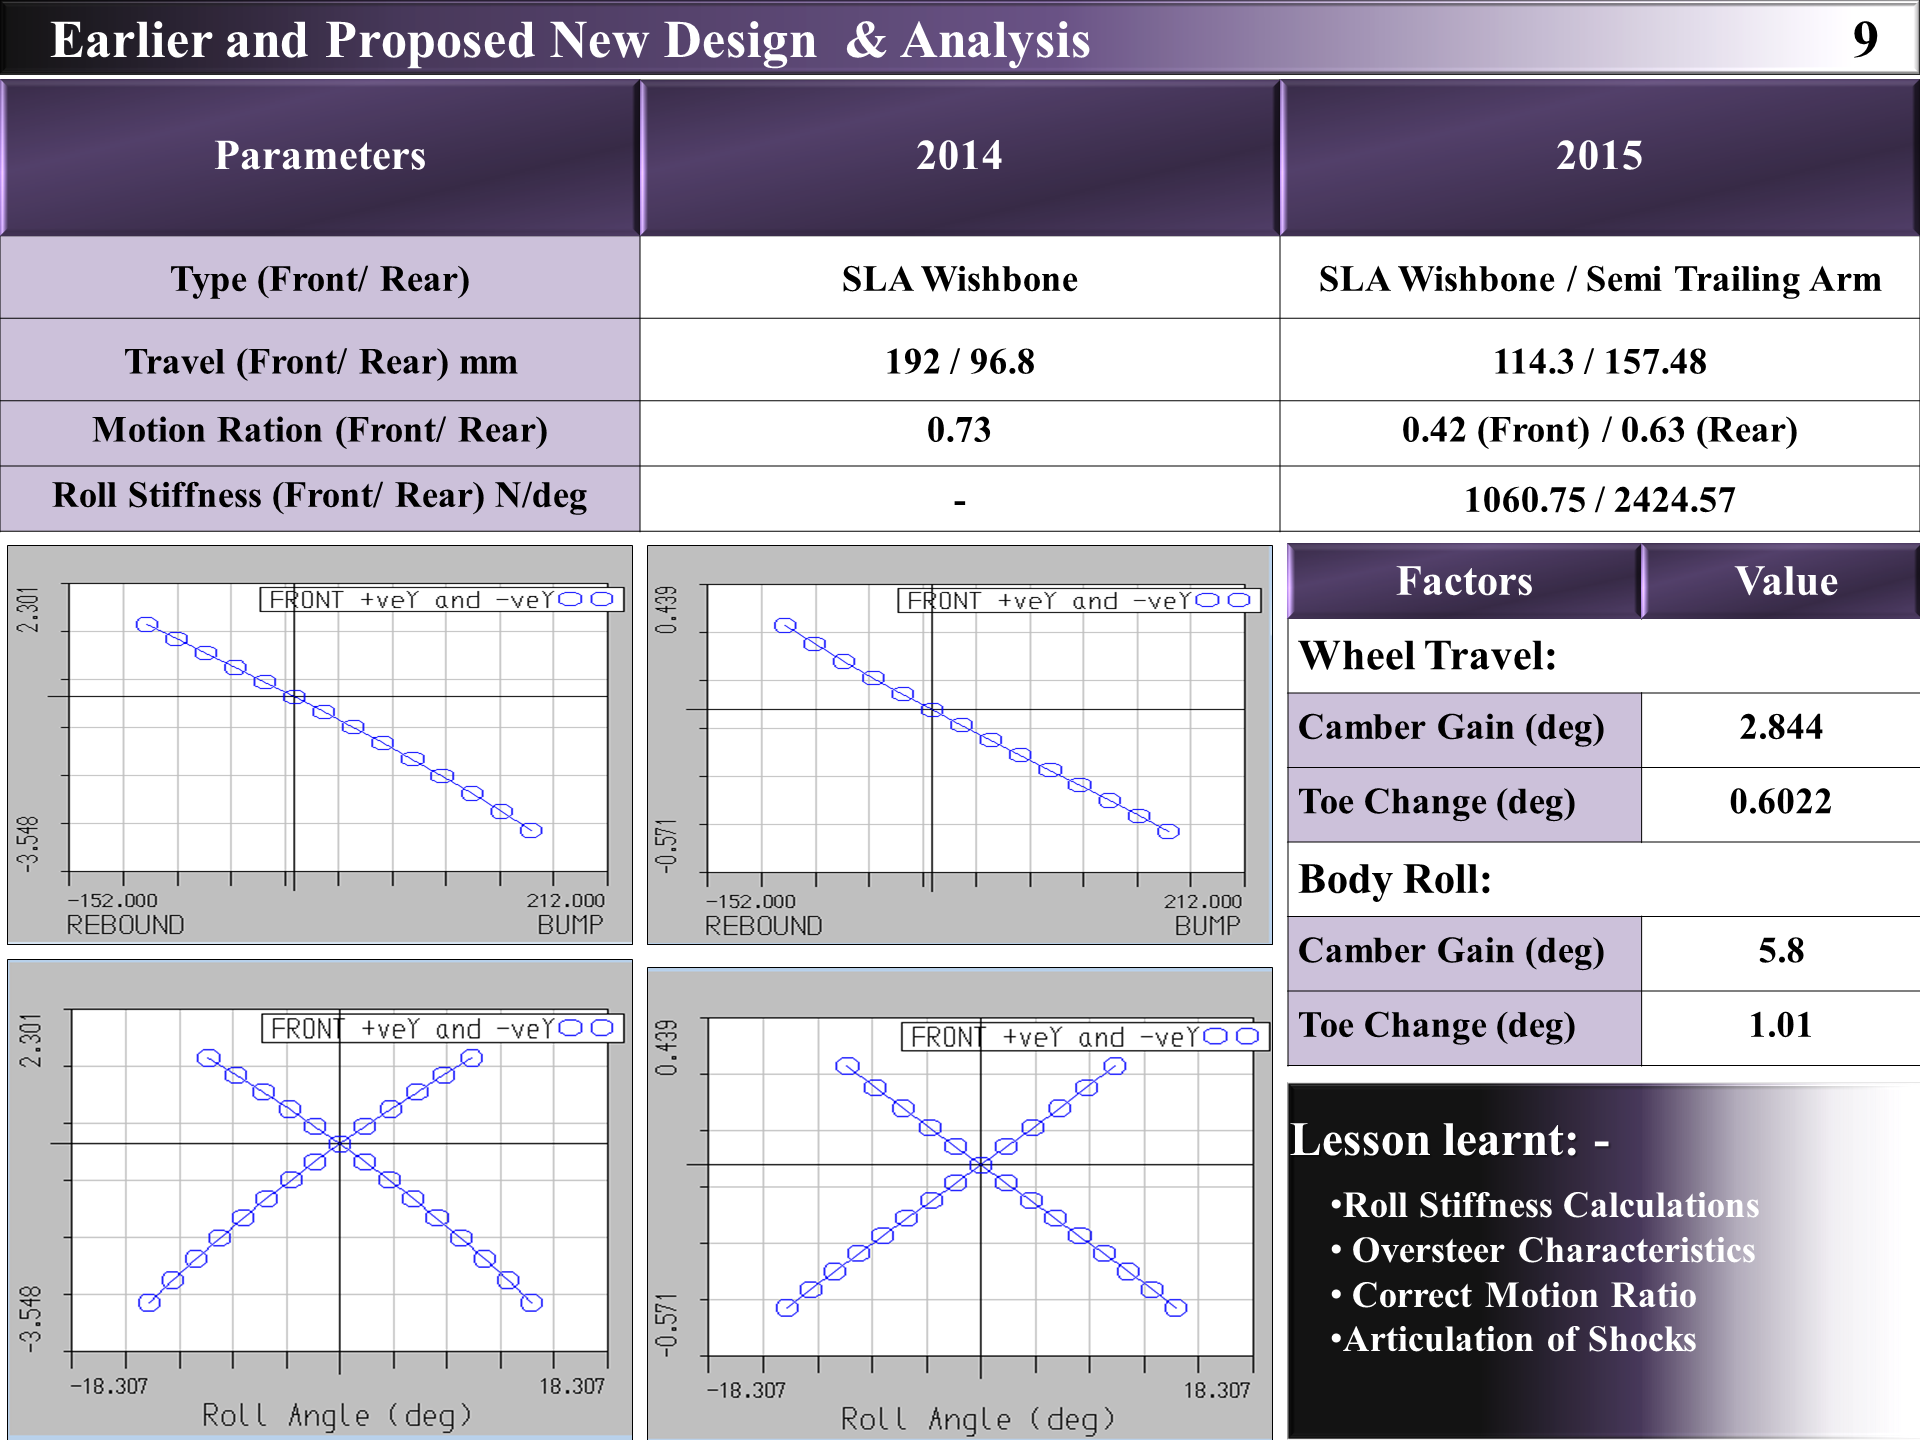 Earlier and Proposed New Design & Analysis
9
Parameters
2014
2015
Type (Front/ Rear)
SLA Wishbone
SLA Wishbone / Semi Trailing Arm
Travel (Front/ Rear) mm
192 / 96.8
114.3 / 157.48
Motion Ration (Front/ Rear)
0.73
0.42 (Front) / 0.63 (Rear)
Roll Stiffness (Front/ Rear) N/deg
-
1060.75 / 2424.57
2.301
FRONT +veY and -veY
-3.548
-152.000
212.000
REBOUND
BUMP
0.439
FRONT +veY and -veY
-0.571
-152.000
212.000
REBOUND
BUMP
2.301
FRONT +veY and -veY
-3.548
-18.307
18.307
Roll Angle (deg)
0.439
FRONT +veY and -veY
-0.571
-18.307
18.307
Roll Angle (deg)
Factors
Value
Wheel Travel:
Camber Gain (deg)
2.844
Toe Change (deg)
0.6022
Body Roll:
Camber Gain (deg)
5.8
Toe Change (deg)
1.01
Lesson learnt: -
•Roll Stiffness Calculations
• Oversteer Characteristics
• Correct Motion Ratio
•Articulation of Shocks